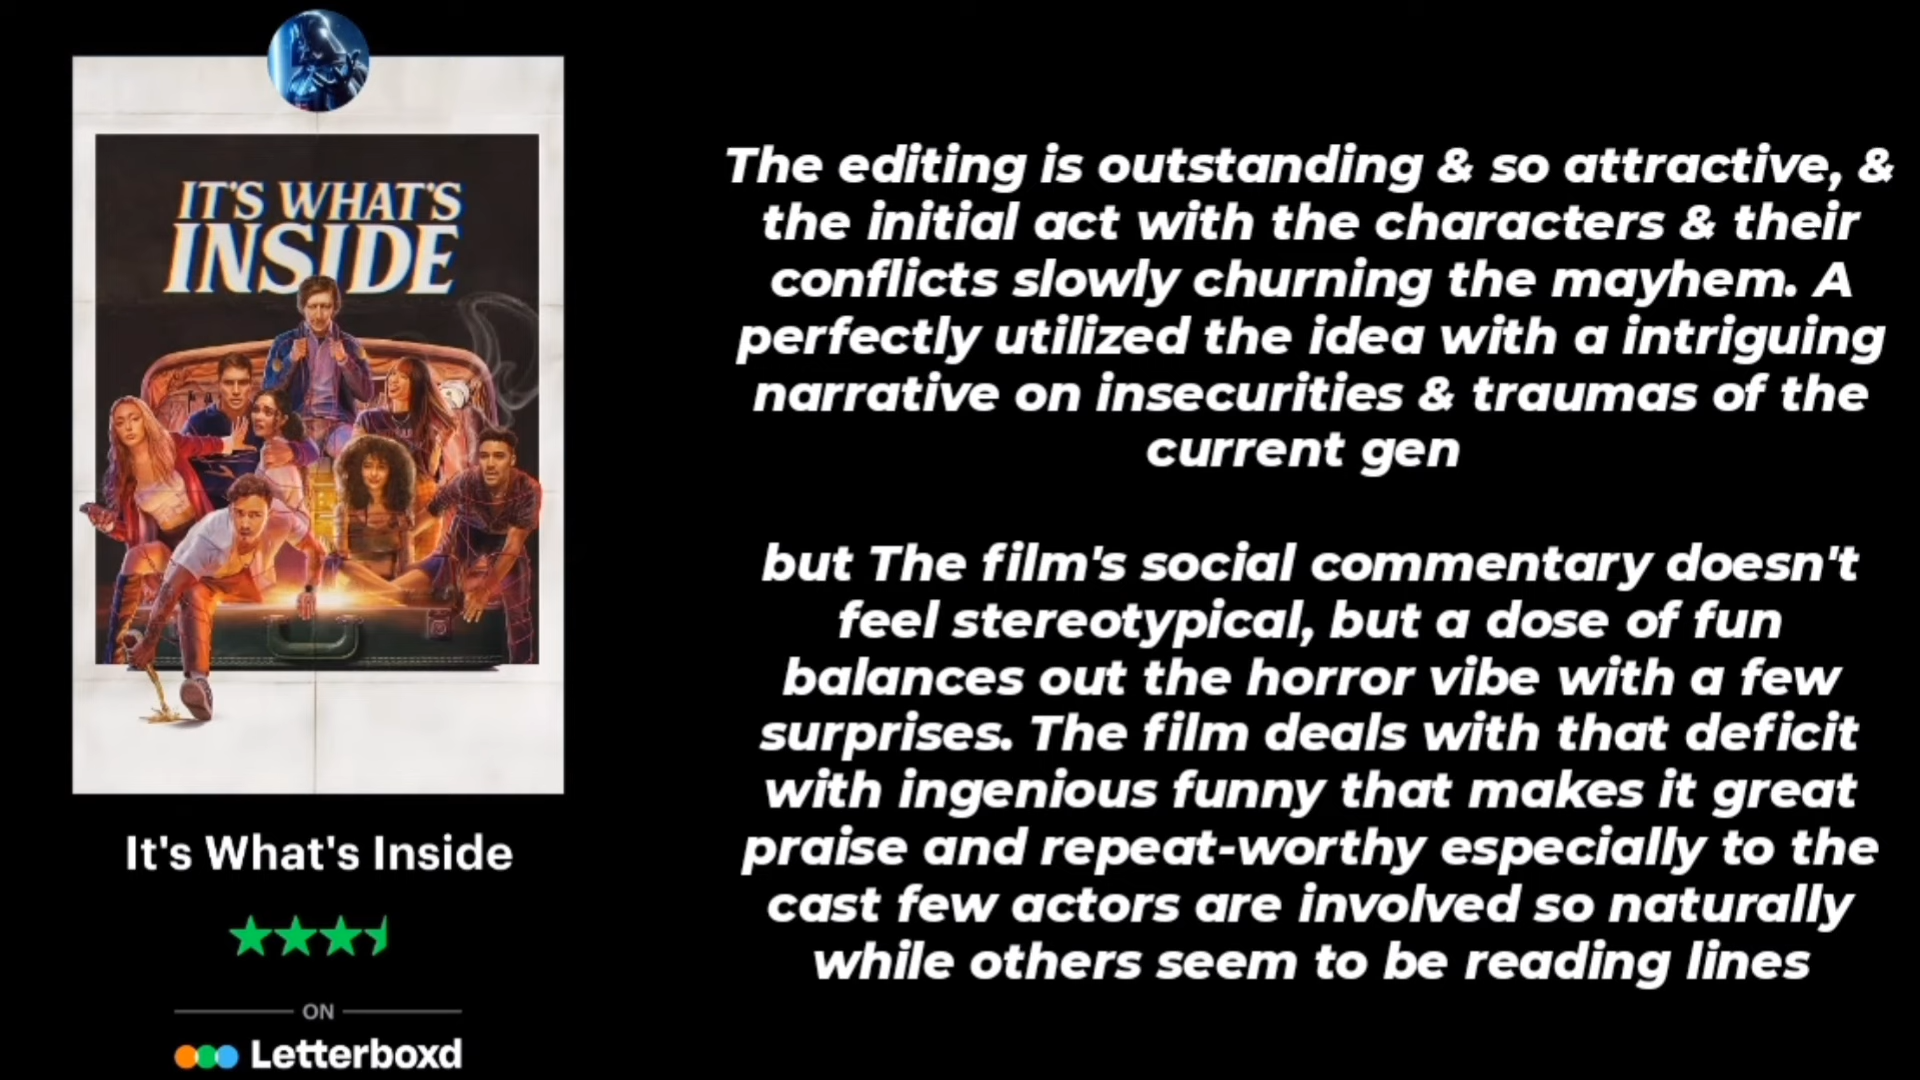 IT'S WHAT'S
INSIDE
It's What's Inside
ON
Letterboxd
The editing is outstanding & so attractive, &
the initial act with the characters & their
conflicts slowly churning the mayhem. A
perfectly utilized the idea with a intriguing
narrative on insecurities & traumas of the
current gen
but The film's social commentary doesn't
feel stereotypical, but a dose of fun
balances out the horror vibe with a few
surprises. The film deals with that deficit
with ingenious funny that makes it great
praise and repeat-worthy especially to the
cast few actors are involved so naturally
while others seem to be reading lines